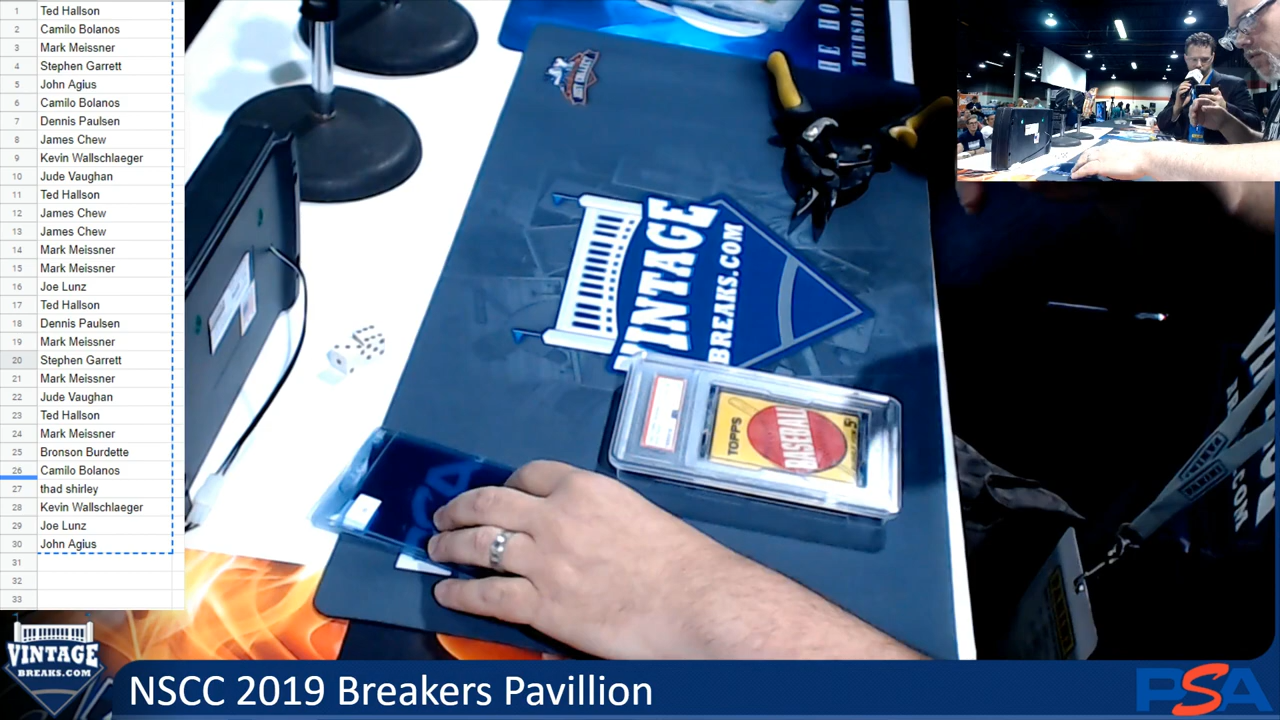 1 Ted Hallson
2 Camilo Bolanos
3 Mark Meissner
4 Stephen Garrett
5 John Agius
6 Camilo Bolanos
7 Dennis Paulsen
8 James Chew
9 Kevin Wallschlaeger
10 Jude Vaughan
11 Ted Hallson
12 James Chew
13 James Chew
14 Mark Meissner
15 Mark Meissner
16 Joe Lunz
17 Ted Hallson
18 Dennis Paulsen
19 Mark Meissner
20 Stephen Garrett
21 Mark Meissner
22 Jude Vaughan
23 Ted Hallson
24 Mark Meissner
25 Bronson Burdette
26 Camilo Bolanos
27 thad shirley
28 Kevin Wallschlaeger
29 Joe Lunz
30 John Agius
31
32
33
THURSDAY
VINTAGE
BREAKS.COM
TOPPS
BASEBALL
5¢
PANINI
.COM
VINTAGE
BREAKS.COM
NSCC 2019 Breakers Pavillion
PSA